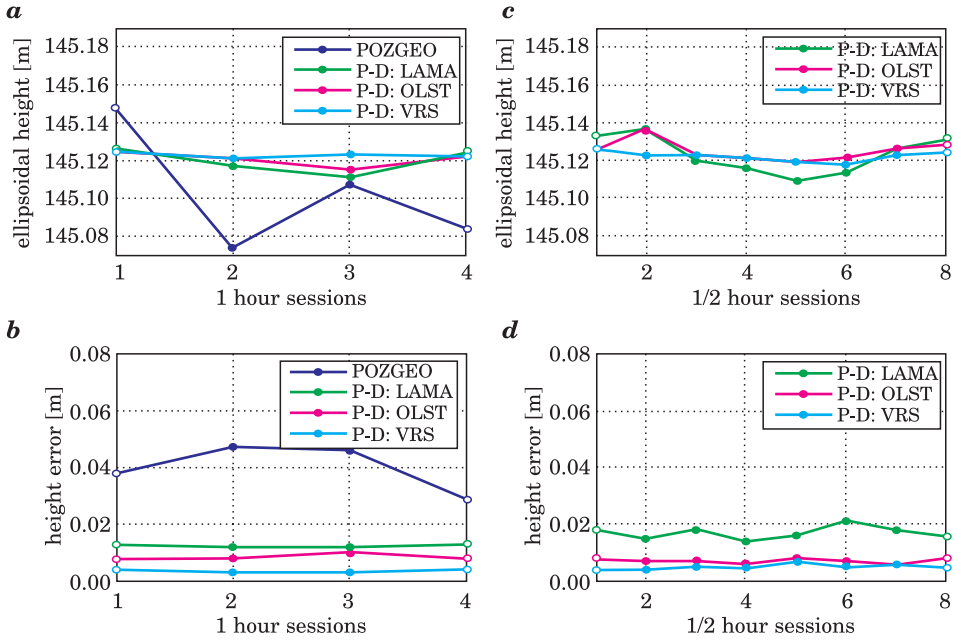 a
ellipsoidal height [m]
145.18
145.16
145.14
145.12
145.10
145.08
POZGEO
P-D: LAMA
P-D: OLST
P-D: VRS
1 2 3 4
1 hour sessions
c
ellipsoidal height [m]
145.18
145.16
145.14
145.12
145.10
145.08
P-D: LAMA
P-D: OLST
P-D: VRS
2 4 6 8
1/2 hour sessions
b
height error [m]
0.08
0.06
0.04
0.02
0.00
POZGEO
P-D: LAMA
P-D: OLST
P-D: VRS
1 2 3 4
1 hour sessions
d
height error [m]
0.08
0.06
0.04
0.02
0.00
P-D: LAMA
P-D: OLST
P-D: VRS
2 4 6 8
1/2 hour sessions